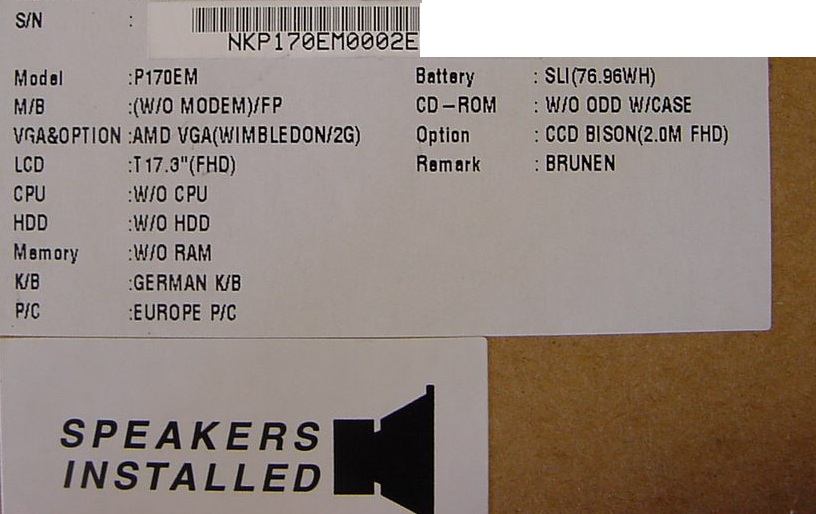 S/N :
NKP170EM0002E
Model :P170EM
M/B :(W/O MODEM)/FP
VGA&OPTION :AMD VGA(WIMBLEDON/2G)
LCD :T17.3"(FHD)
CPU :W/O CPU
HDD :W/O HDD
Memory :W/O RAM
K/B :GERMAN K/B
P/C :EUROPE P/C
Battery : SLI(76.96WH)
CD-ROM : W/O ODD W/CASE
Option : CCD BISON(2.0M FHD)
Remark : BRUNEN
SPEAKERS
INSTALLED